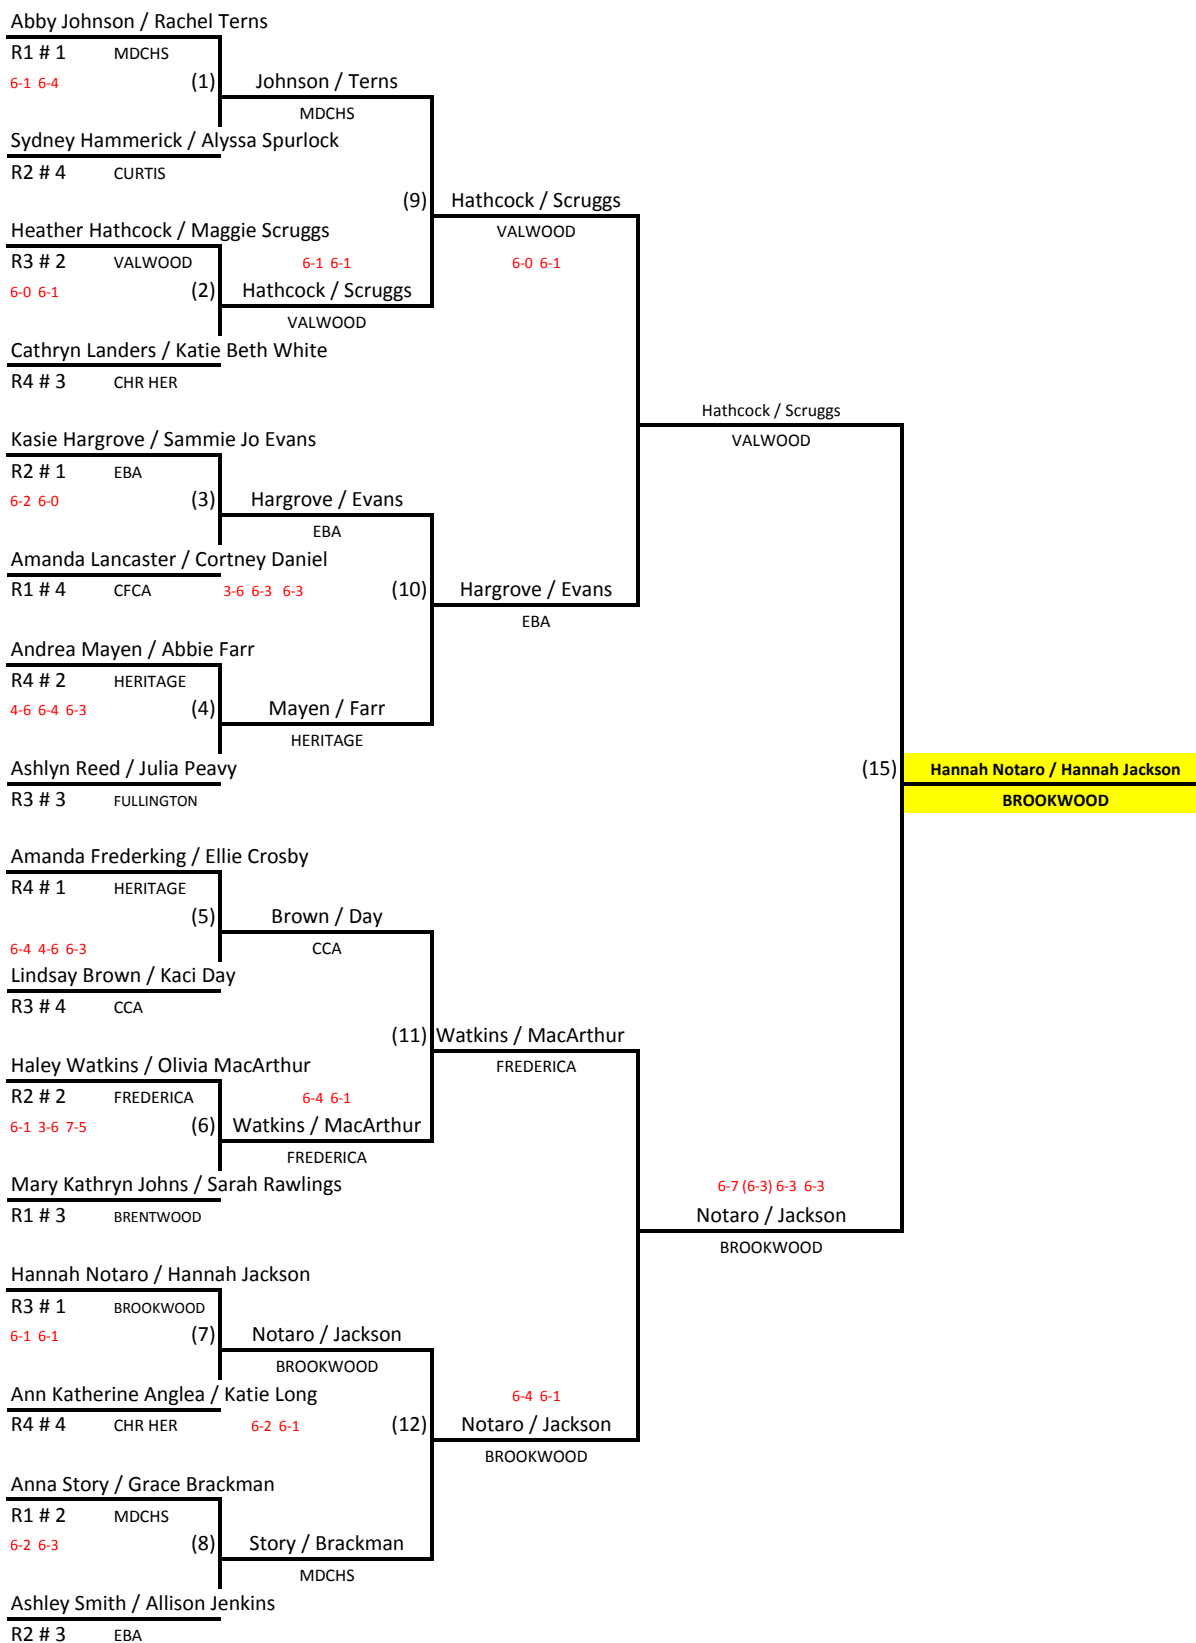 Abby Johnson / Rachel Terns
R1 # 1 MDCHS
6-1 6-4 (1) Johnson / Terns
MDCHS
Sydney Hammerick / Alyssa Spurlock
R2 # 4 CURTIS
(9) Hathcock / Scruggs
Heather Hathcock / Maggie Scruggs VALWOOD
R3 # 2 VALWOOD 6-1 6-1 6-0 6-1
6-0 6-1 (2) Hathcock / Scruggs
VALWOOD
Cathryn Landers / Katie Beth White
R4 # 3 CHR HER
Hathcock / Scruggs
Kasie Hargrove / Sammie Jo Evans VALWOOD
R2 # 1 EBA
6-2 6-0 (3) Hargrove / Evans
EBA
Amanda Lancaster / Cortney Daniel
R1 # 4 CFCA 3-6 6-3 6-3 (10) Hargrove / Evans
EBA
Andrea Mayen / Abbie Farr
R4 # 2 HERITAGE
4-6 6-4 6-3 (4) Mayen / Farr
HERITAGE
Ashlyn Reed / Julia Peavy (15) Hannah Notaro / Hannah Jackson
R3 # 3 FULLINGTON BROOKWOOD
Amanda Frederking / Ellie Crosby
R4 # 1 HERITAGE
(5) Brown / Day
6-4 4-6 6-3 CCA
Lindsay Brown / Kaci Day
R3 # 4 CCA
(11) Watkins / MacArthur
Haley Watkins / Olivia MacArthur FREDERICA
R2 # 2 FREDERICA 6-4 6-1
6-1 3-6 7-5 (6) Watkins / MacArthur
FREDERICA
Mary Kathryn Johns / Sarah Rawlings 6-7 (6-3) 6-3 6-3
R1 # 3 BRENTWOOD Notaro / Jackson
BROOKWOOD
Hannah Notaro / Hannah Jackson
R3 # 1 BROOKWOOD
6-1 6-1 (7) Notaro / Jackson
BROOKWOOD
Ann Katherine Anglea / Katie Long 6-4 6-1
R4 # 4 CHR HER 6-2 6-1 (12) Notaro / Jackson
BROOKWOOD
Anna Story / Grace Brackman
R1 # 2 MDCHS
6-2 6-3 (8) Story / Brackman
MDCHS
Ashley Smith / Allison Jenkins
R2 # 3 EBA